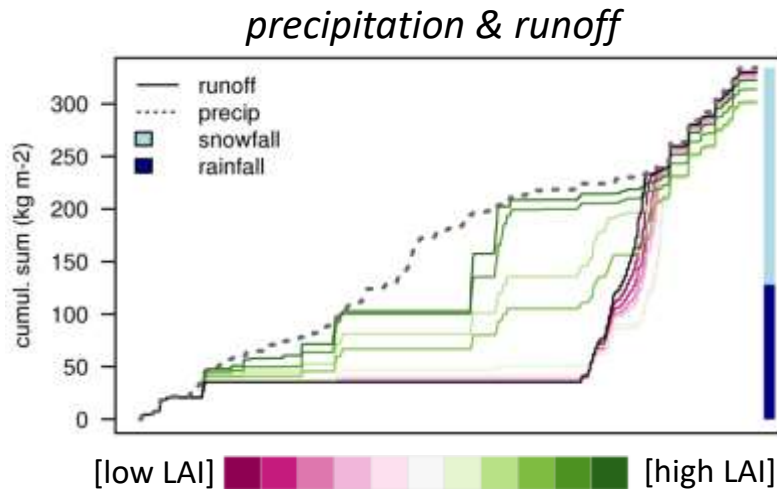 precipitation & runoff
runoff
precip
snowfall
rainfall
cumul. sum (kg m-2)
300
250
200
150
100
50
0
[low LAI]
[high LAI]